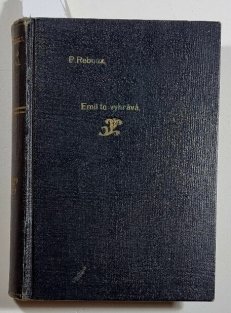 P. Reboux
Emil to vyhrává.